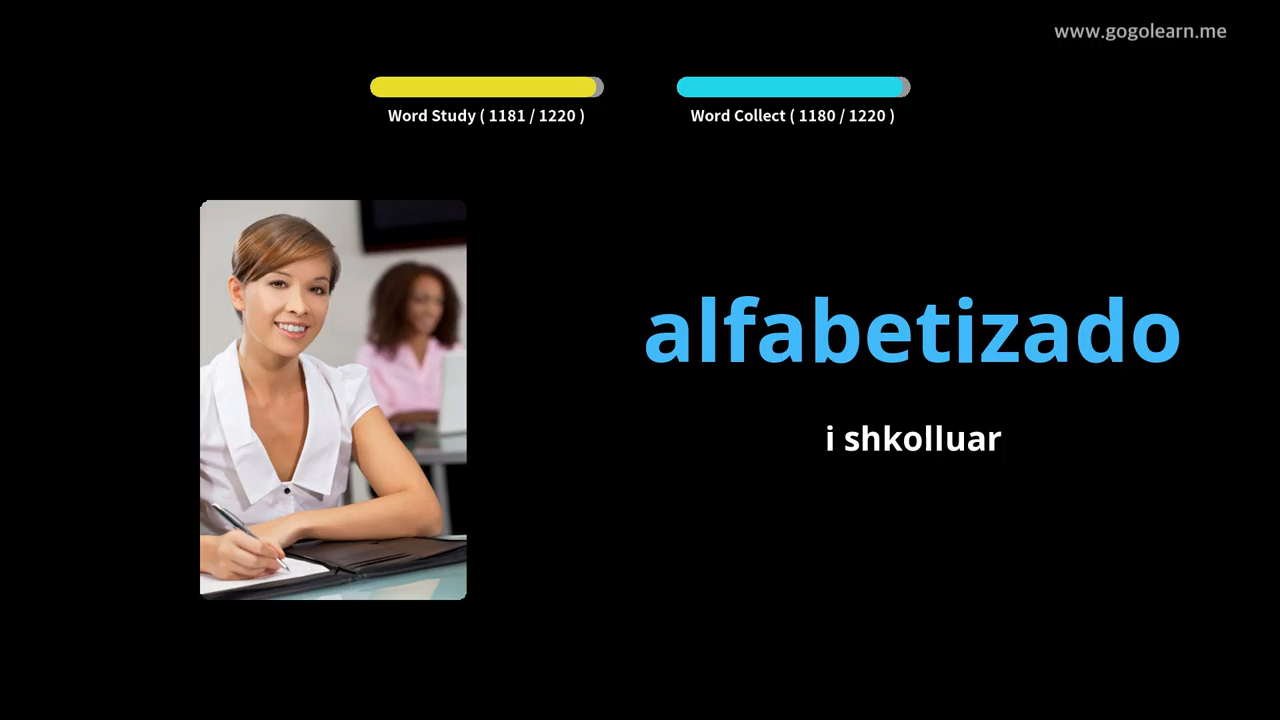 www.gogolearn.me
Word Study ( 1181 / 1220 )
Word Collect ( 1180 / 1220 )
alfabetizado
i shkolluar